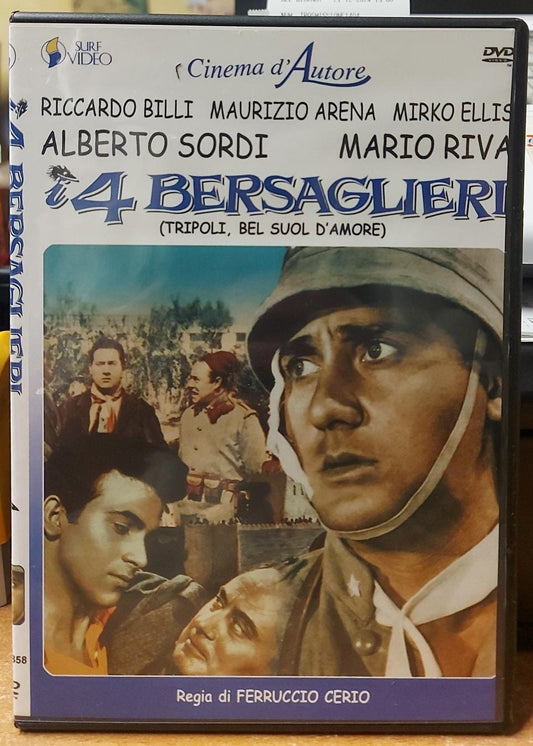 SURF
VIDEO
Cinema d'Autore
DVD
VIDEO
RICCARDO BILLI MAURIZIO ARENA MIRKO ELLIS
ALBERTO SORDI MARIO RIVA
i 4 BERSAGLIERI
(TRIPOLI, BEL SUOL D'AMORE)
i 4 BERSAGLIERI
358
Regia di FERRUCCIO CERIO